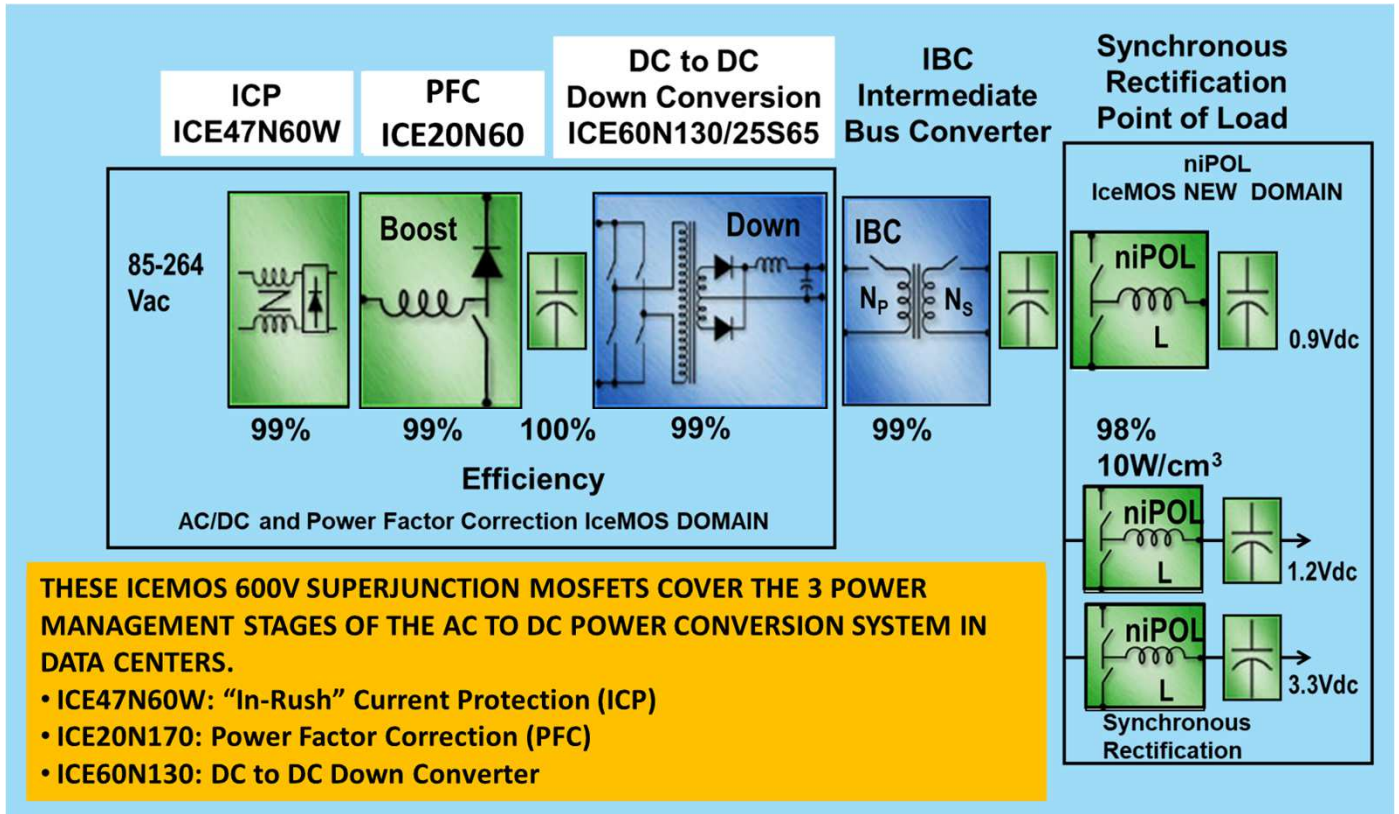 ICP
ICE47N60W
PFC
ICE20N60
DC to DC
Down Conversion
ICE60N130/25S65
IBC
Intermediate
Bus Converter
Synchronous
Rectification
Point of Load
niPOL
IceMOS NEW DOMAIN
85-264
Vac
Boost
Down
IBC
N_P N_S
niPOL
L
0.9Vdc
99% 99% 100% 99% 99%
98%
10W/cm³
Efficiency
AC/DC and Power Factor Correction IceMOS DOMAIN
niPOL
L
1.2Vdc
niPOL
L
3.3Vdc
Synchronous
Rectification
THESE ICEMOS 600V SUPERJUNCTION MOSFETS COVER THE 3 POWER
MANAGEMENT STAGES OF THE AC TO DC POWER CONVERSION SYSTEM IN
DATA CENTERS.
• ICE47N60W: “In-Rush” Current Protection (ICP)
• ICE20N170: Power Factor Correction (PFC)
• ICE60N130: DC to DC Down Converter